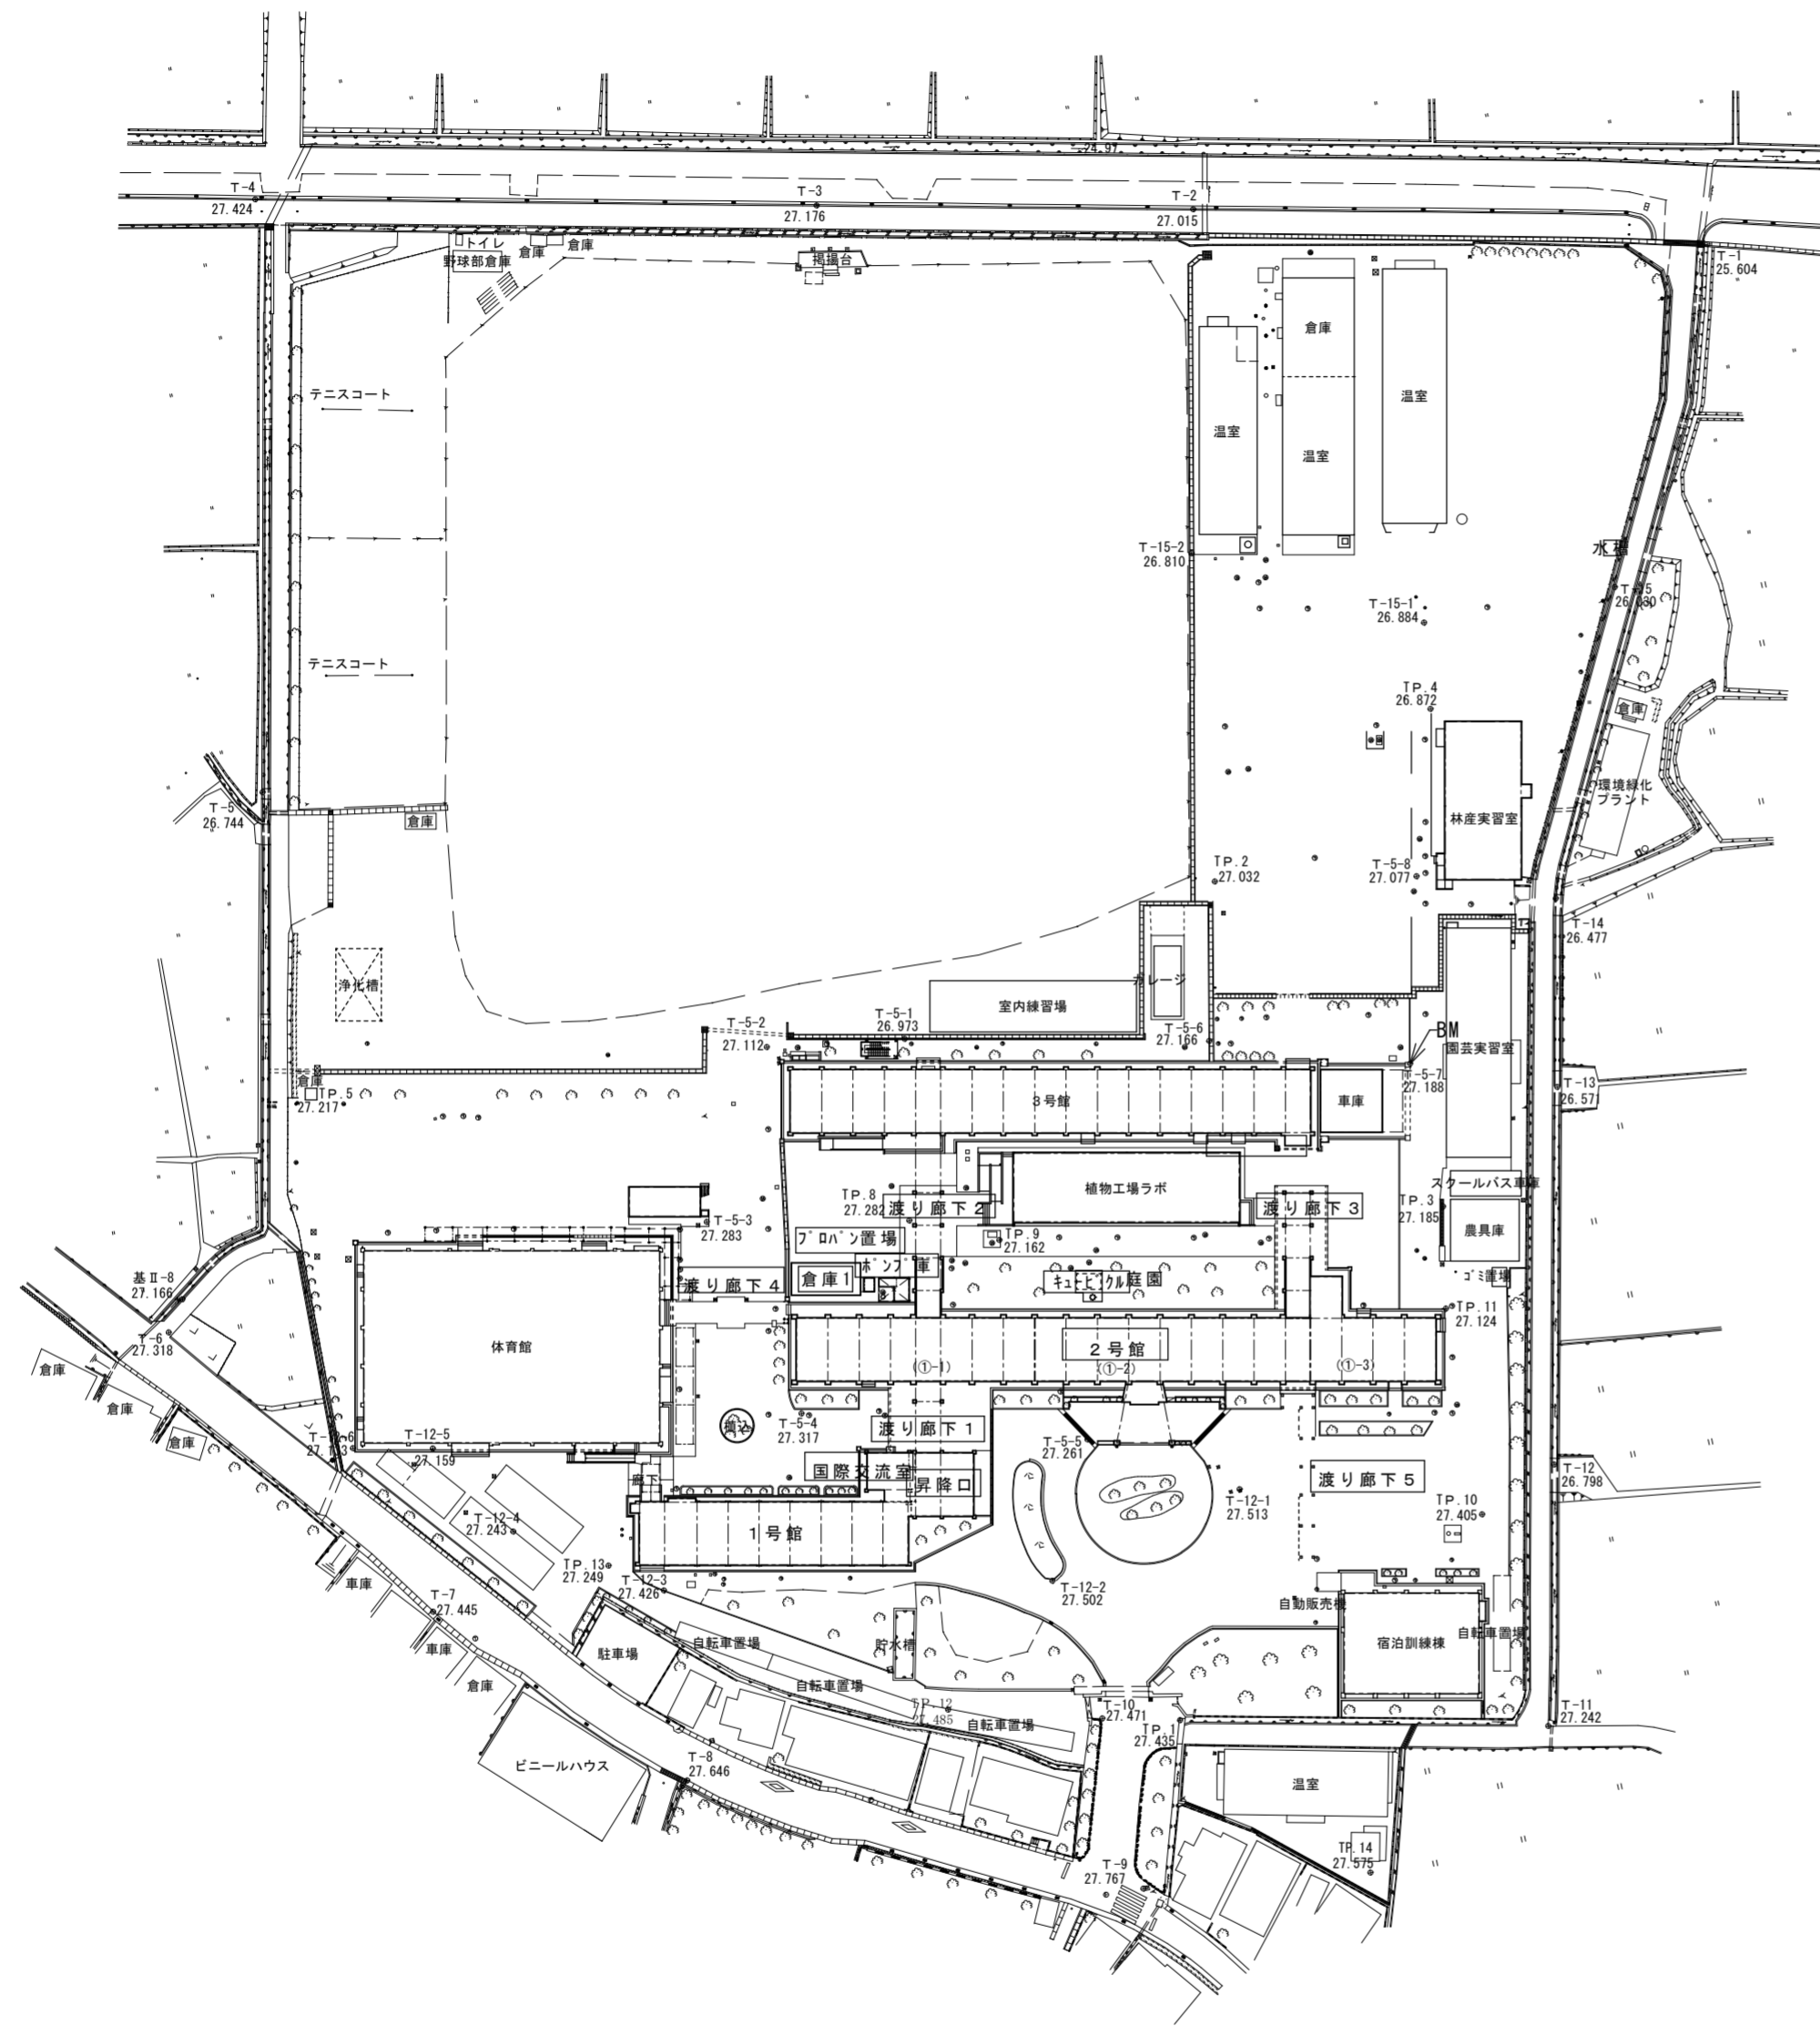 24.97
T-4
27.424
T-3
27.176
T-2
27.015
T-1
25.604
トイレ
野球部倉庫
倉庫
倉庫
掲揚台
テニスコート
倉庫
温室
温室
温室
T-15-2
26.810
水槽
T-15
T-15-1
26.884
テニスコート
TP.4
26.872
倉庫
環境緑化
プラント
T-5
26.744
倉庫
林産実習室
TP.2
27.032
T-5-8
27.077
T-14
26.477
浄化槽
ガレージ
室内練習場
T-5-1
26.973
T-5-2
27.112
T-5-6
27.166
BM
園芸実習室
T-5-7
27.188
T-13
26.571
倉庫
TP.5
27.217
3号館
車庫
植物工場ラボ
スクールバス車庫
TP.8
27.282
渡り廊下2
渡り廊下3
TP.3
27.185
農具庫
T-5-3
27.283
プロパン置場
TP.9
27.162
ポンプ庫
倉庫1
渡り廊下4
キュービクル
庭園
ゴミ置場
基Ⅱ-8
27.166
TP.11
27.124
T-6
27.318
体育館
2号館
(①-1)
(①-2)
(①-3)
倉庫
倉庫
倉庫
T-12-6
T-12-5
27.159
植込
T-5-4
27.317
渡り廊下1
T-5-5
27.261
国際交流室
昇降口
渡り廊下5
T-12
26.798
廊下
T-12-1
27.513
TP.10
27.405
T-12-4
27.243
1号館
TP.13
27.249
T-12-3
27.426
T-12-2
27.502
車庫
T-7
27.445
自動販売機
車庫
駐車場
自転車置場
貯水槽
宿泊訓練棟
自転車置場
倉庫
自転車置場
TP.12
27.485
自転車置場
T-10
27.471
TP.1
27.435
T-11
27.242
ビニールハウス
T-8
27.646
温室
TP.14
27.575
T-9
27.767